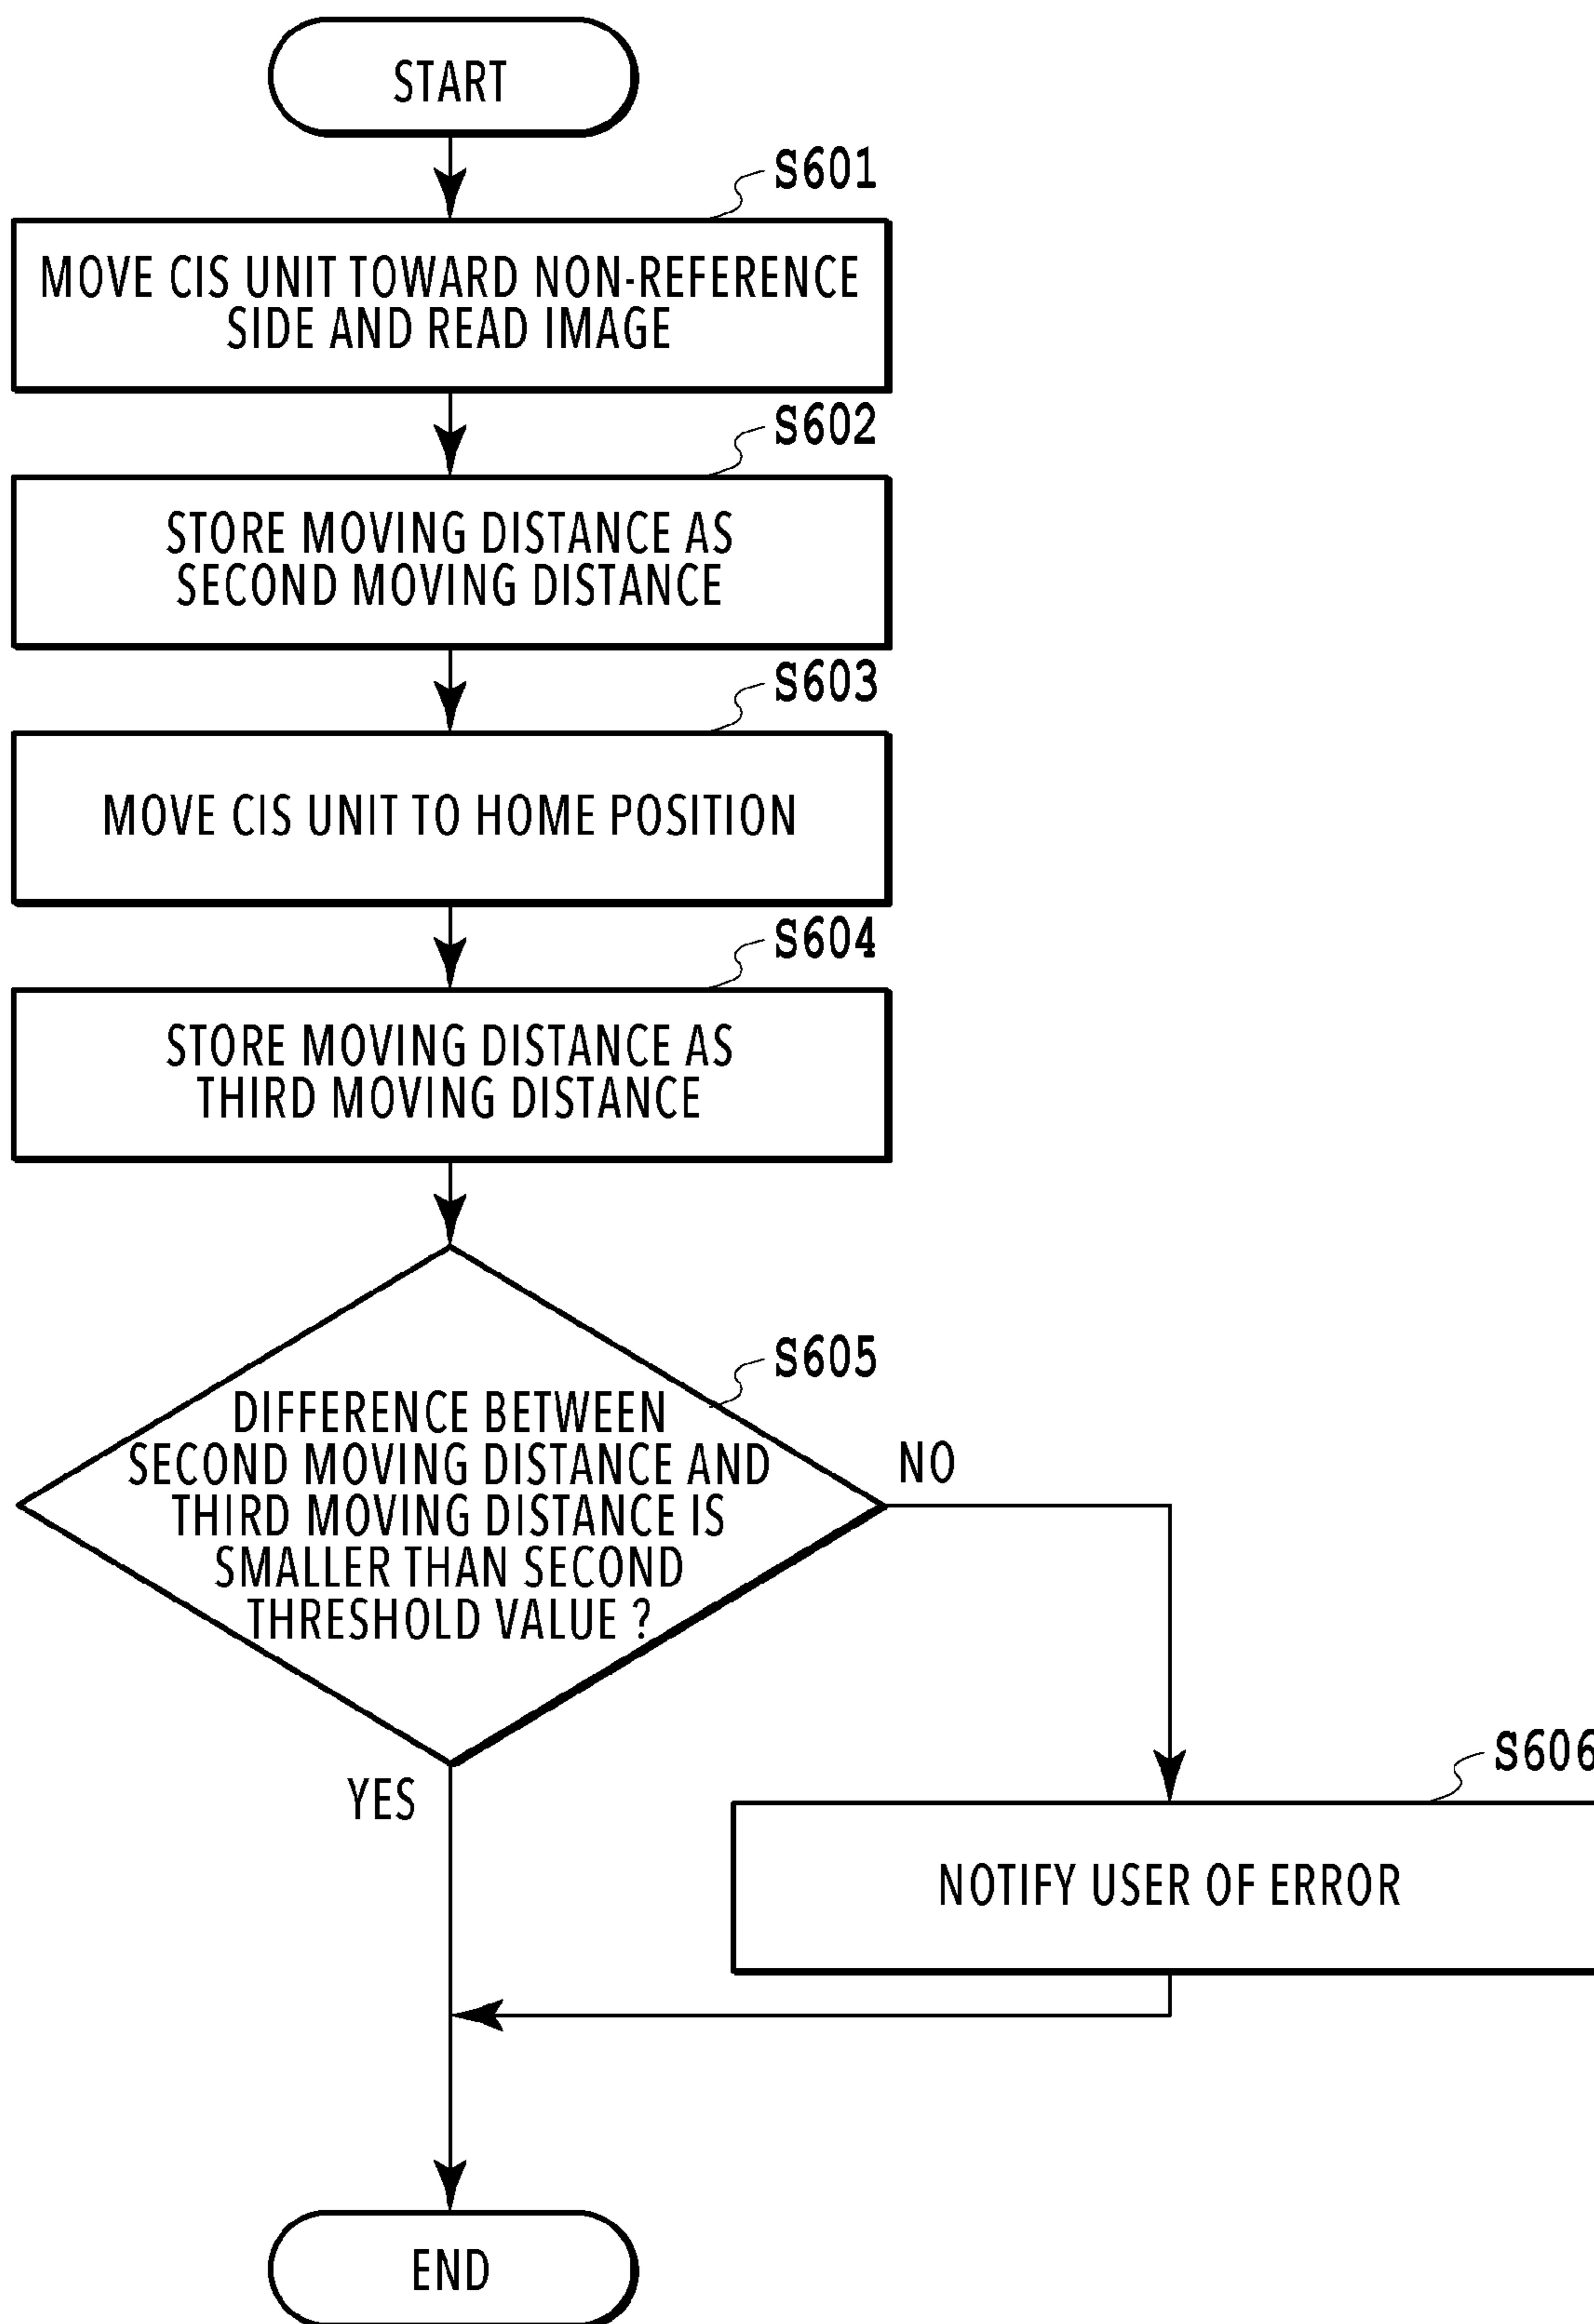 START
S601
MOVE CIS UNIT TOWARD NON-REFERENCE
SIDE AND READ IMAGE
S602
STORE MOVING DISTANCE AS
SECOND MOVING DISTANCE
S603
MOVE CIS UNIT TO HOME POSITION
S604
STORE MOVING DISTANCE AS
THIRD MOVING DISTANCE
S605
DIFFERENCE BETWEEN
SECOND MOVING DISTANCE AND
THIRD MOVING DISTANCE IS
SMALLER THAN SECOND
THRESHOLD VALUE ?
NO
YES
S606
NOTIFY USER OF ERROR
END